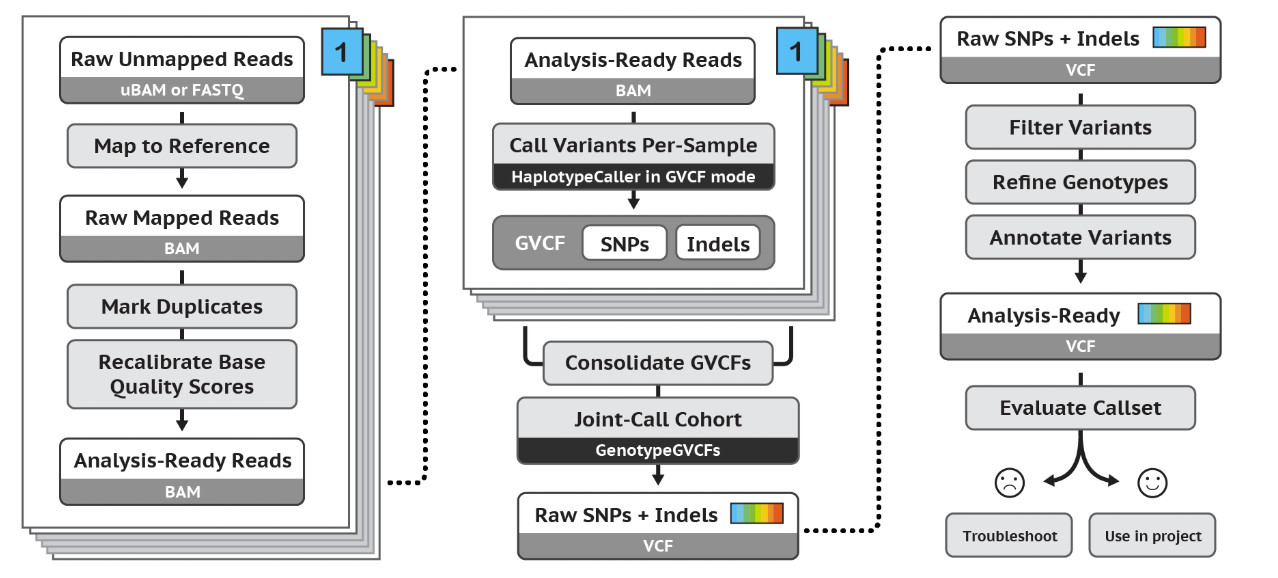 1
Raw Unmapped Reads
uBAM or FASTQ
Map to Reference
Raw Mapped Reads
BAM
Mark Duplicates
Recalibrate Base
Quality Scores
Analysis-Ready Reads
BAM
1
Analysis-Ready Reads
BAM
Call Variants Per-Sample
HaplotypeCaller in GVCF mode
GVCF SNPs Indels
Consolidate GVCFs
Joint-Call Cohort
GenotypeGVCFs
Raw SNPs + Indels
VCF
Raw SNPs + Indels
VCF
Filter Variants
Refine Genotypes
Annotate Variants
Analysis-Ready
VCF
Evaluate Callset
Troubleshoot
Use in project